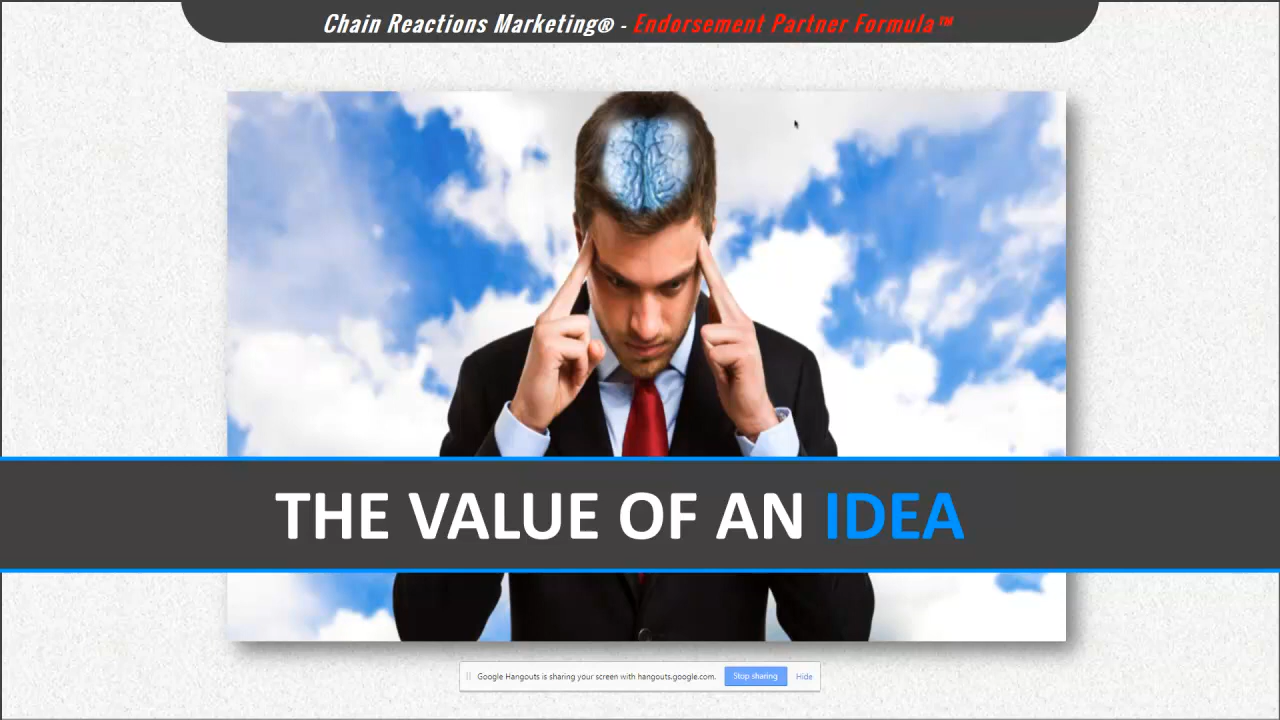 Chain Reactions Marketing® - Endorsement Partner Formula™
THE VALUE OF AN IDEA
Google Hangouts is sharing your screen with hangouts.google.com. Stop sharing Hide